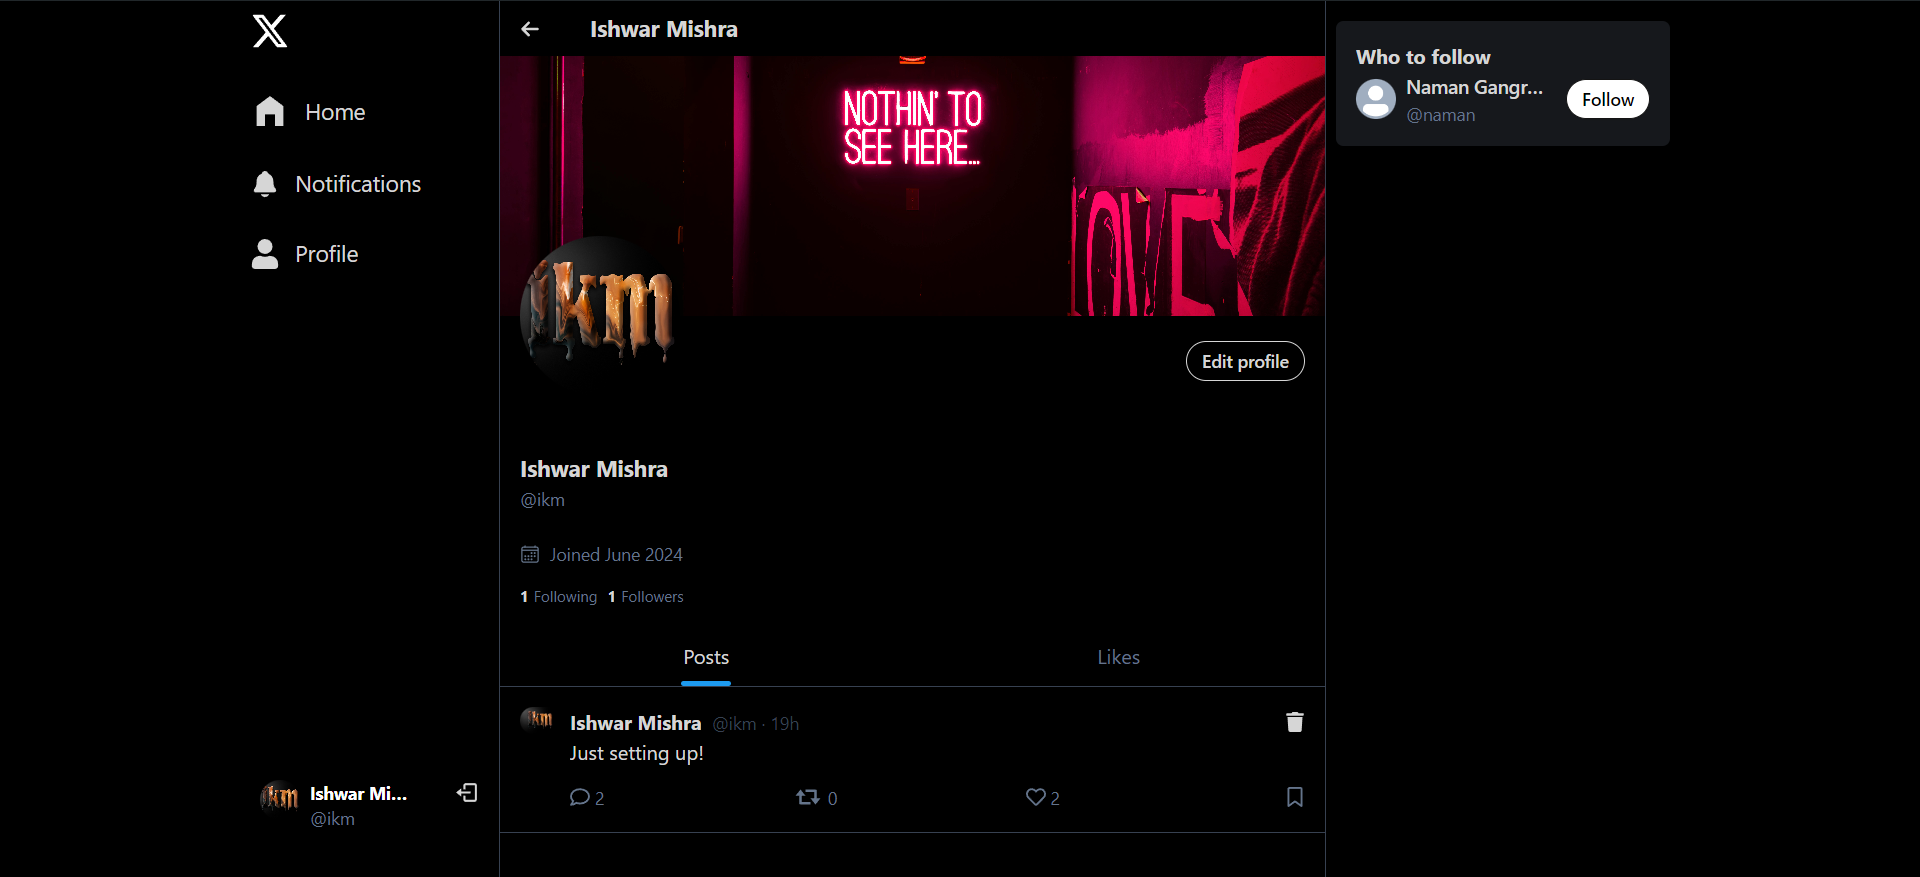 Home
Notifications
Profile
Ishwar Mi...
@ikm
Ishwar Mishra
NOTHIN' TO
SEE HERE...
LOVE
ikm
Edit profile
Ishwar Mishra
@ikm
Joined June 2024
1 Following 1 Followers
Posts Likes
ikm
Ishwar Mishra @ikm · 19h
Just setting up!
2 0 2
ikm
Who to follow
Naman Gangr...
@naman
Follow